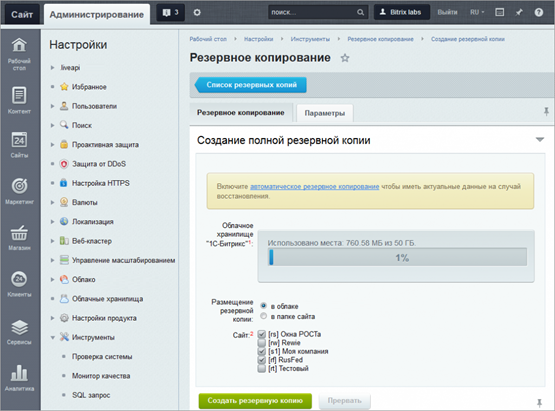 Сайт Администрирование 3 поиск... Bitrix labs Выйти RU
Рабочий стол
Контент
24
Сайты
Маркетинг
Магазин
24
Клиенты
Сервисы
Аналитика
Настройки
liveapi
Избранное
Пользователи
Поиск
Проактивная защита
Защита от DDoS
Настройка HTTPS
Валюты
Локализация
Веб-кластер
Управление масштабированием
Облако
Облачные хранилища
Настройки продукта
Инструменты
Проверка системы
Монитор качества
SQL запрос
Рабочий стол Настройки Инструменты Резервное копирование Создание резервной копии
Резервное копирование
Список резервных копий
Резервное копирование Параметры
Создание полной резервной копии
Включите автоматическое резервное копирование чтобы иметь актуальные данные на случай
восстановления.
Облачное
хранилище
"1С-Битрикс"1:
Использовано места: 760.58 МБ из 50 ГБ.
1%
Размещение
резервной
копии:
в облаке
в папке сайта
Сайт:2
[rs] Окна РОСТа
[rw] Rewie
[s1] Моя компания
[rf] RusFed
[rt] Тестовый
Создать резервную копию Прервать